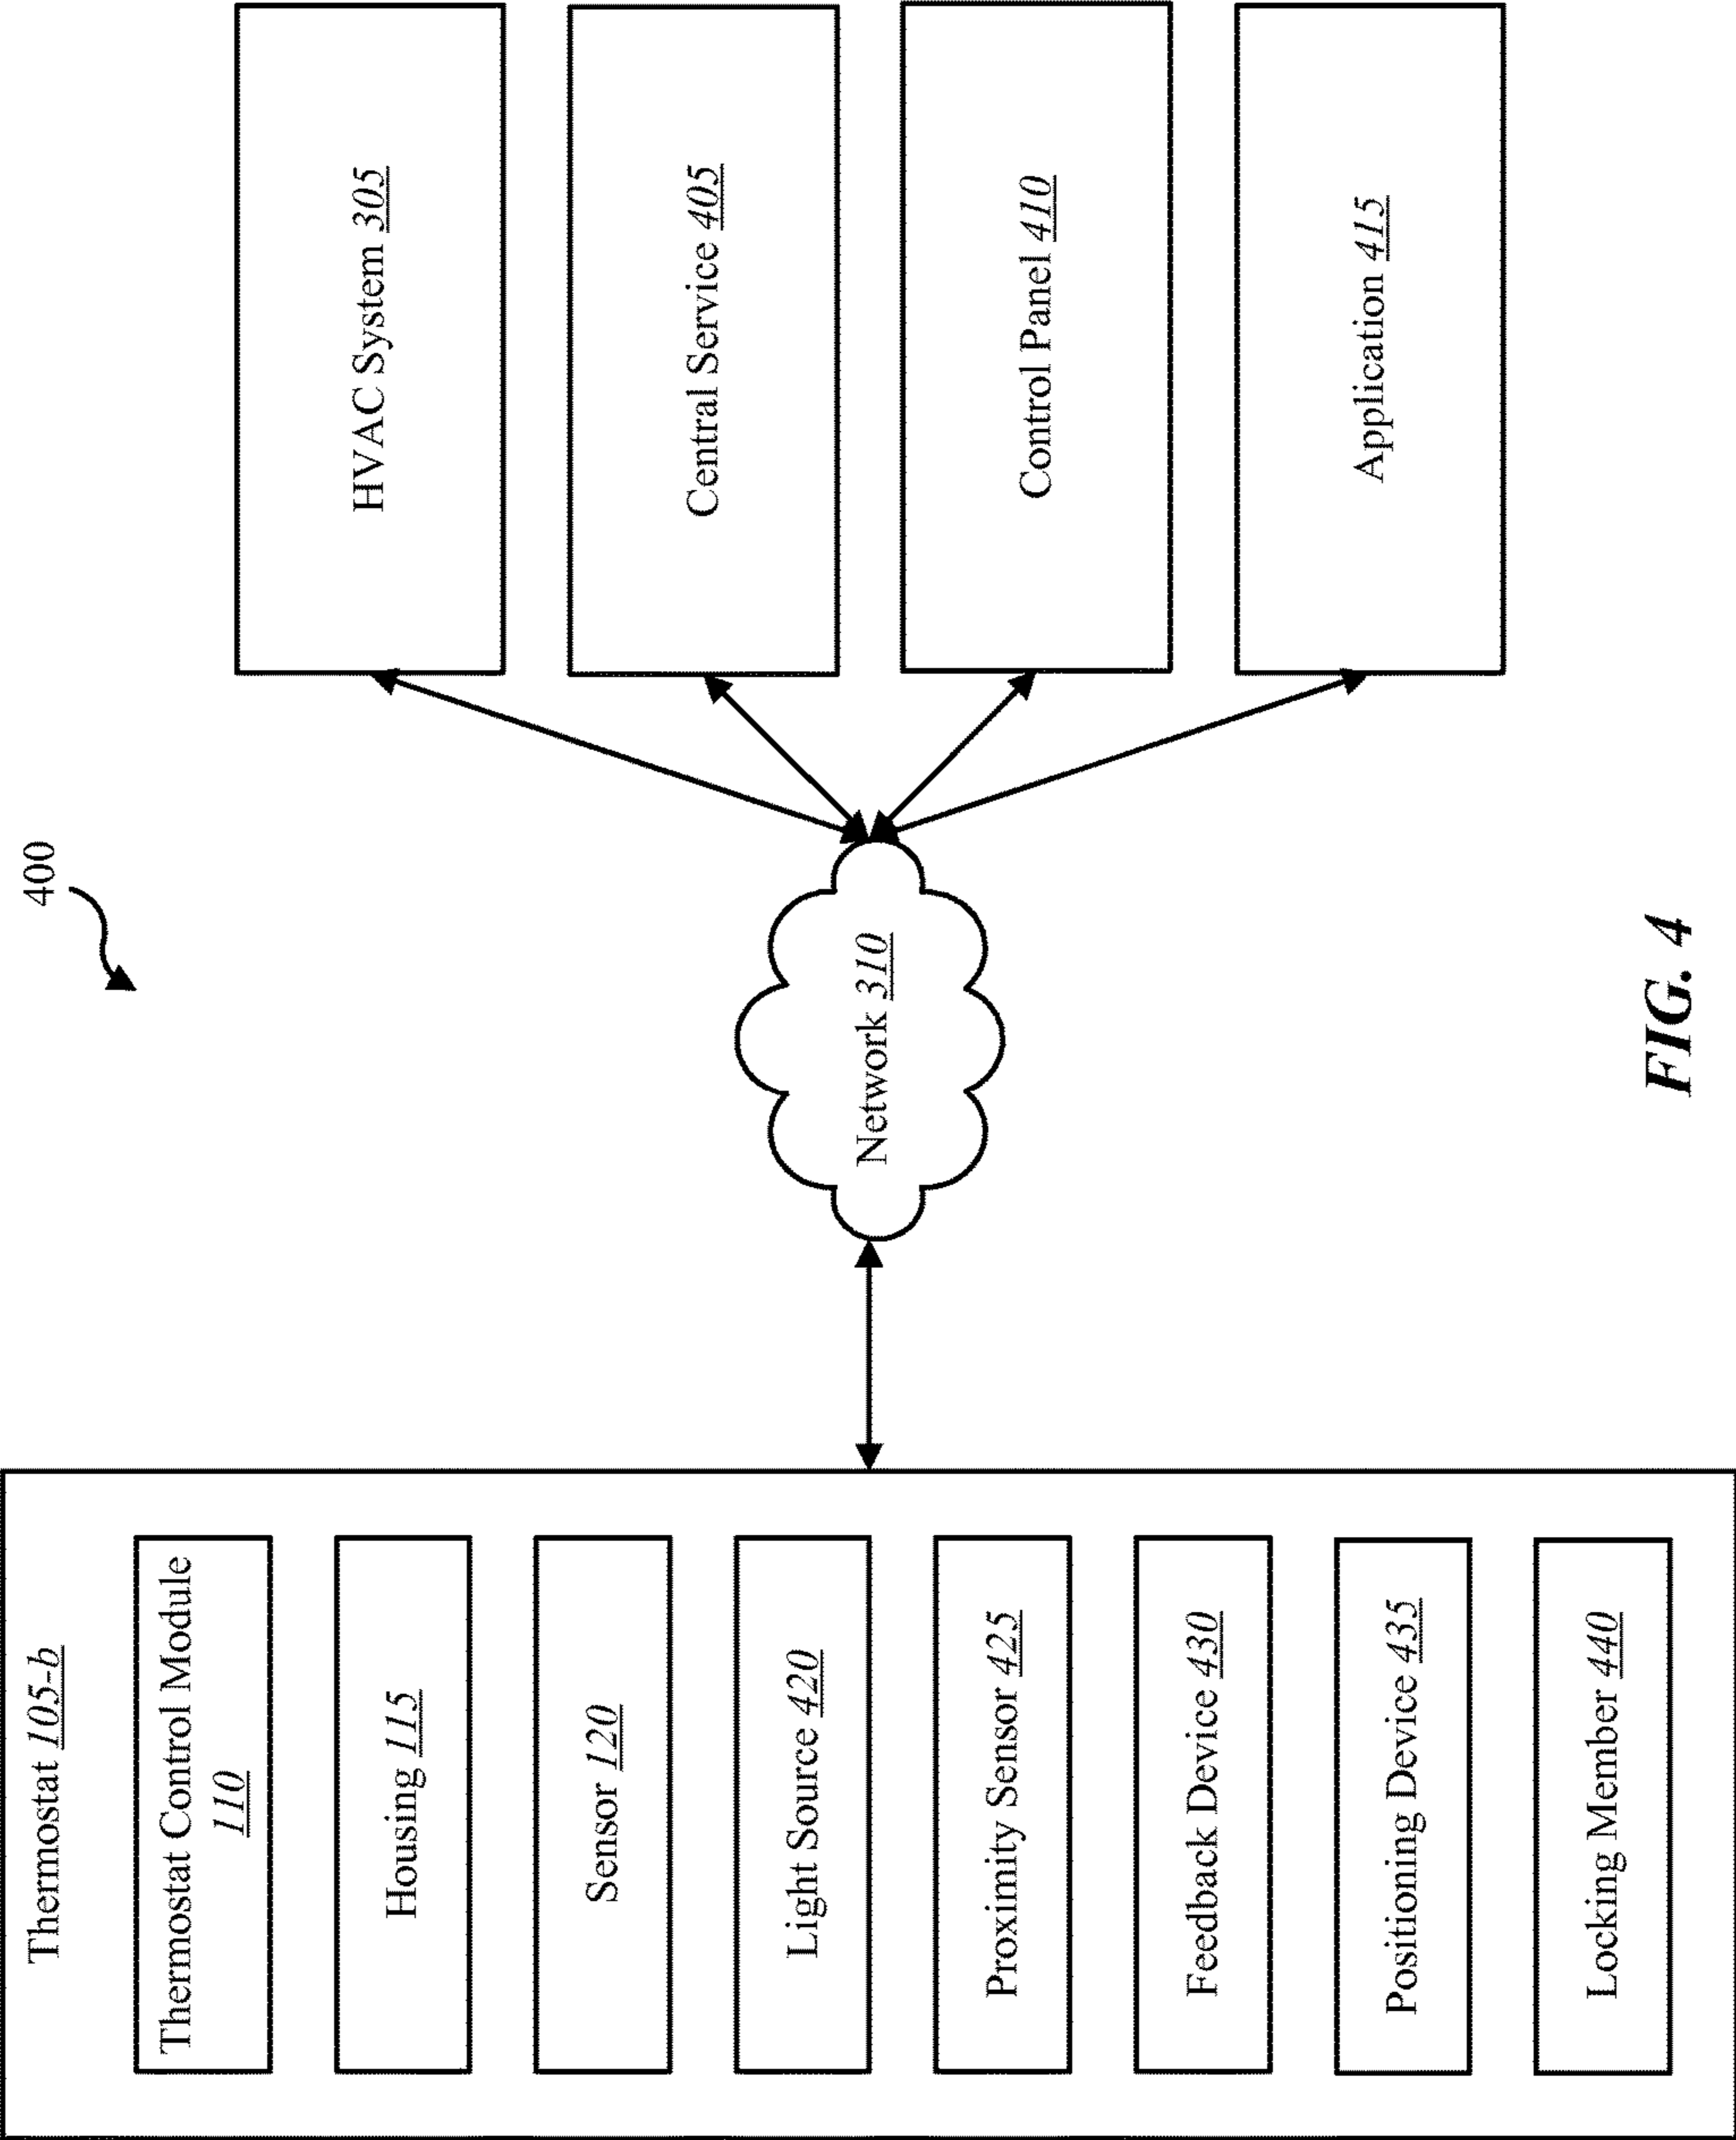 400
Thermostat 105-b
Thermostat Control Module
110
Housing 115
Sensor 120
Light Source 420
Proximity Sensor 425
Feedback Device 430
Positioning Device 435
Locking Member 440
Network 310
HVAC System 305
Central Service 405
Control Panel 410
Application 415
FIG. 4